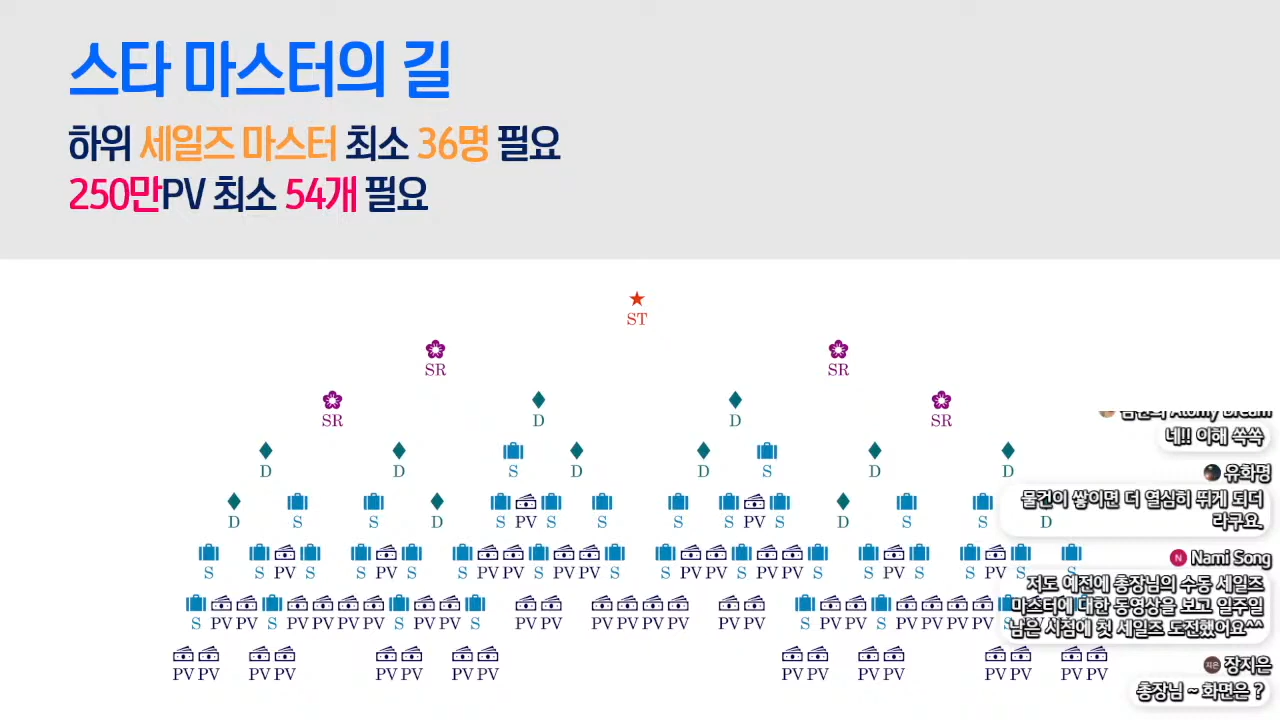 스타 마스터의 길
하위 세일즈 마스터 최소 36명 필요
250만PV 최소 54개 필요
ST
SR SR
SR D D SR
D D S D D S D D
D S D S PV S S S S PV S D S S D
S S PV S S PV S S PV PV S PV PV S S PV PV S PV PV S S PV S S PV S S
S PV PV S PV PV PV PV S PV PV S PV PV PV PV PV PV PV PV S PV PV S PV PV PV PV
PV PV PV PV PV PV PV PV PV PV PV PV PV PV PV PV
Atomy Dream
네!! 이해 쏙쏙
유화명
물건이 쌓이면 더 열심히 뛰게 되더
라구요.
N Nami Song
저도 예전에 총장님의 수동 세일즈
마스터에 대한 동영상을 보고 일주일
남은 시점에 첫 세일즈 도전했어요^^
지은 장지은
총장님 ~ 화면은 ?